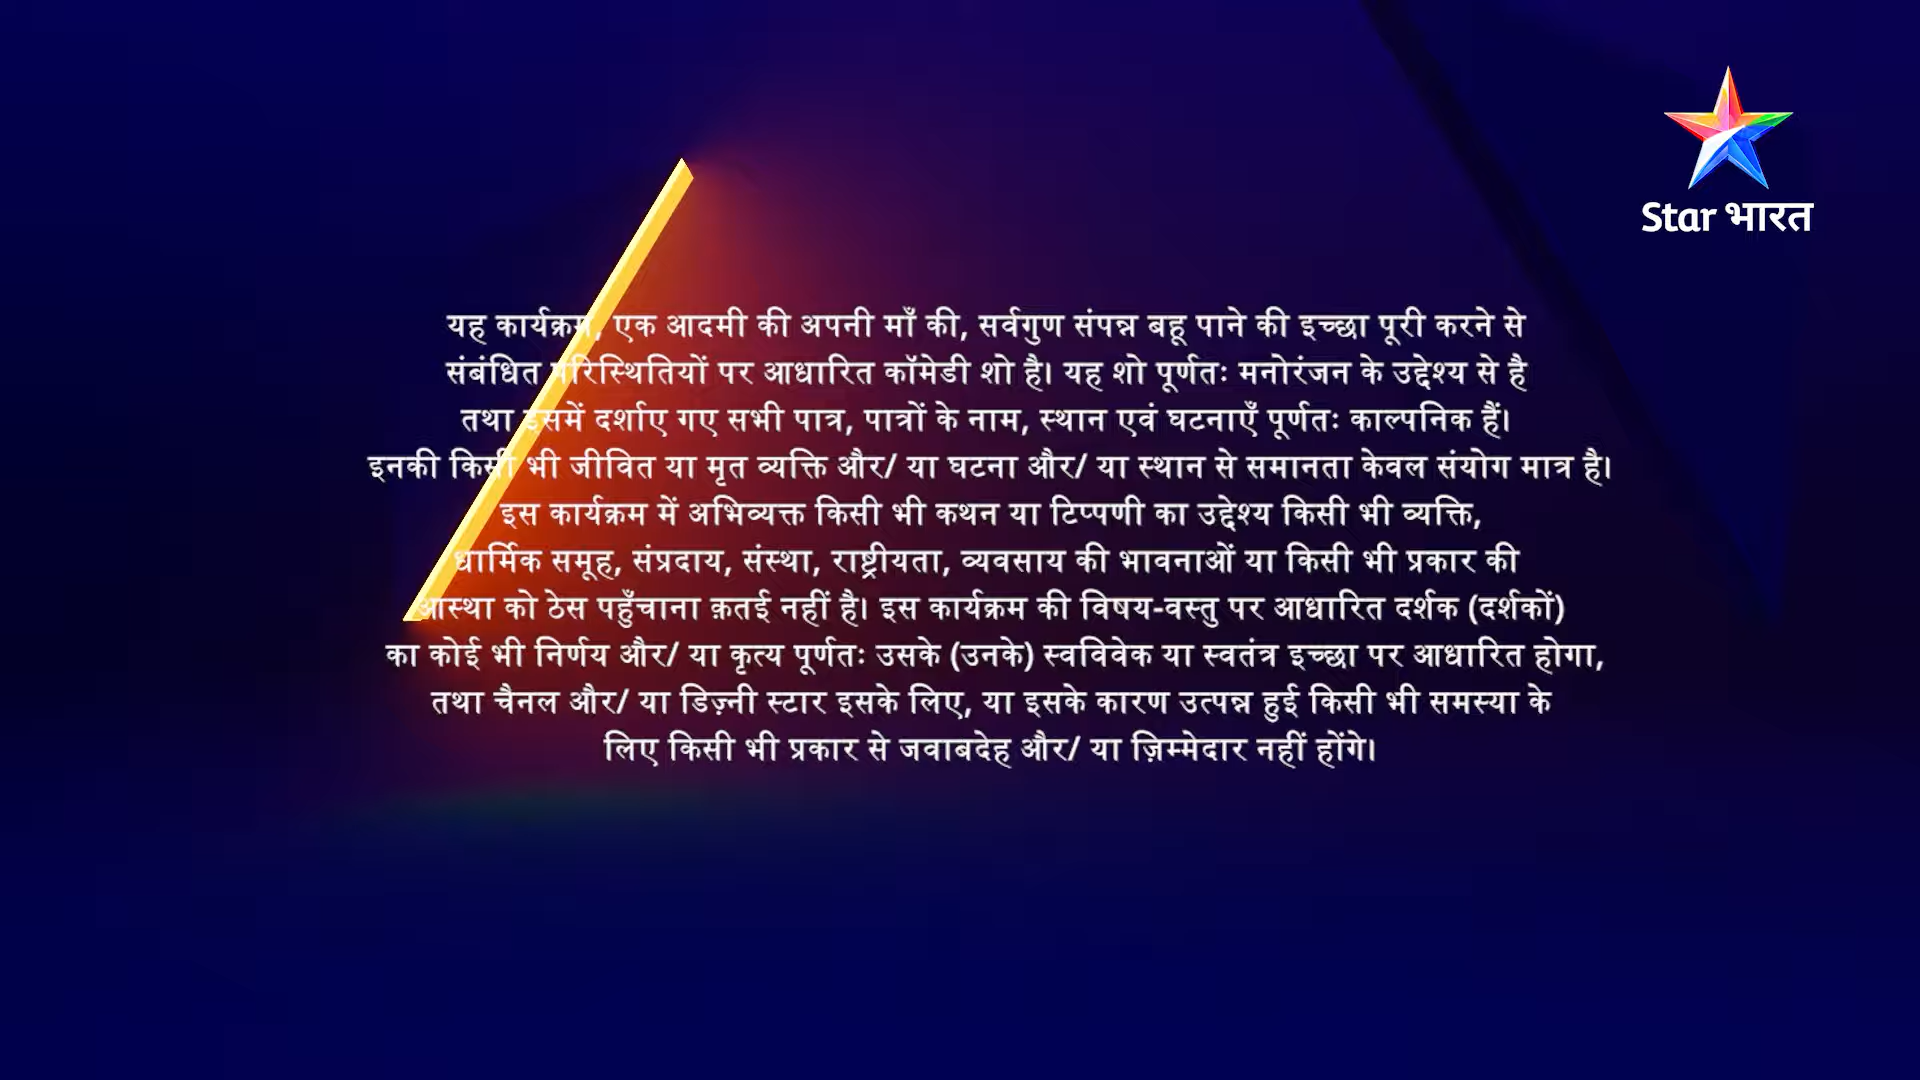 Star भारत
यह कार्यक्रम, एक आदमी की अपनी माँ की, सर्वगुण संपन्न बहू पाने की इच्छा पूरी करने से
संबंधित परिस्थितियों पर आधारित कॉमेडी शो है। यह शो पूर्णतः मनोरंजन के उद्देश्य से है
तथा इसमें दर्शाए गए सभी पात्र, पात्रों के नाम, स्थान एवं घटनाएँ पूर्णतः काल्पनिक हैं।
इनकी किसी भी जीवित या मृत व्यक्ति और/ या घटना और/ या स्थान से समानता केवल संयोग मात्र है।
इस कार्यक्रम में अभिव्यक्त किसी भी कथन या टिप्पणी का उद्देश्य किसी भी व्यक्ति,
धार्मिक समूह, संप्रदाय, संस्था, राष्ट्रीयता, व्यवसाय की भावनाओं या किसी भी प्रकार की
आस्था को ठेस पहुँचाना क़तई नहीं है। इस कार्यक्रम की विषय-वस्तु पर आधारित दर्शक (दर्शकों)
का कोई भी निर्णय और/ या कृत्य पूर्णतः उसके (उनके) स्वविवेक या स्वतंत्र इच्छा पर आधारित होगा,
तथा चैनल और/ या डिज़्नी स्टार इसके लिए, या इसके कारण उत्पन्न हुई किसी भी समस्या के
लिए किसी भी प्रकार से जवाबदेह और/ या ज़िम्मेदार नहीं होंगे।